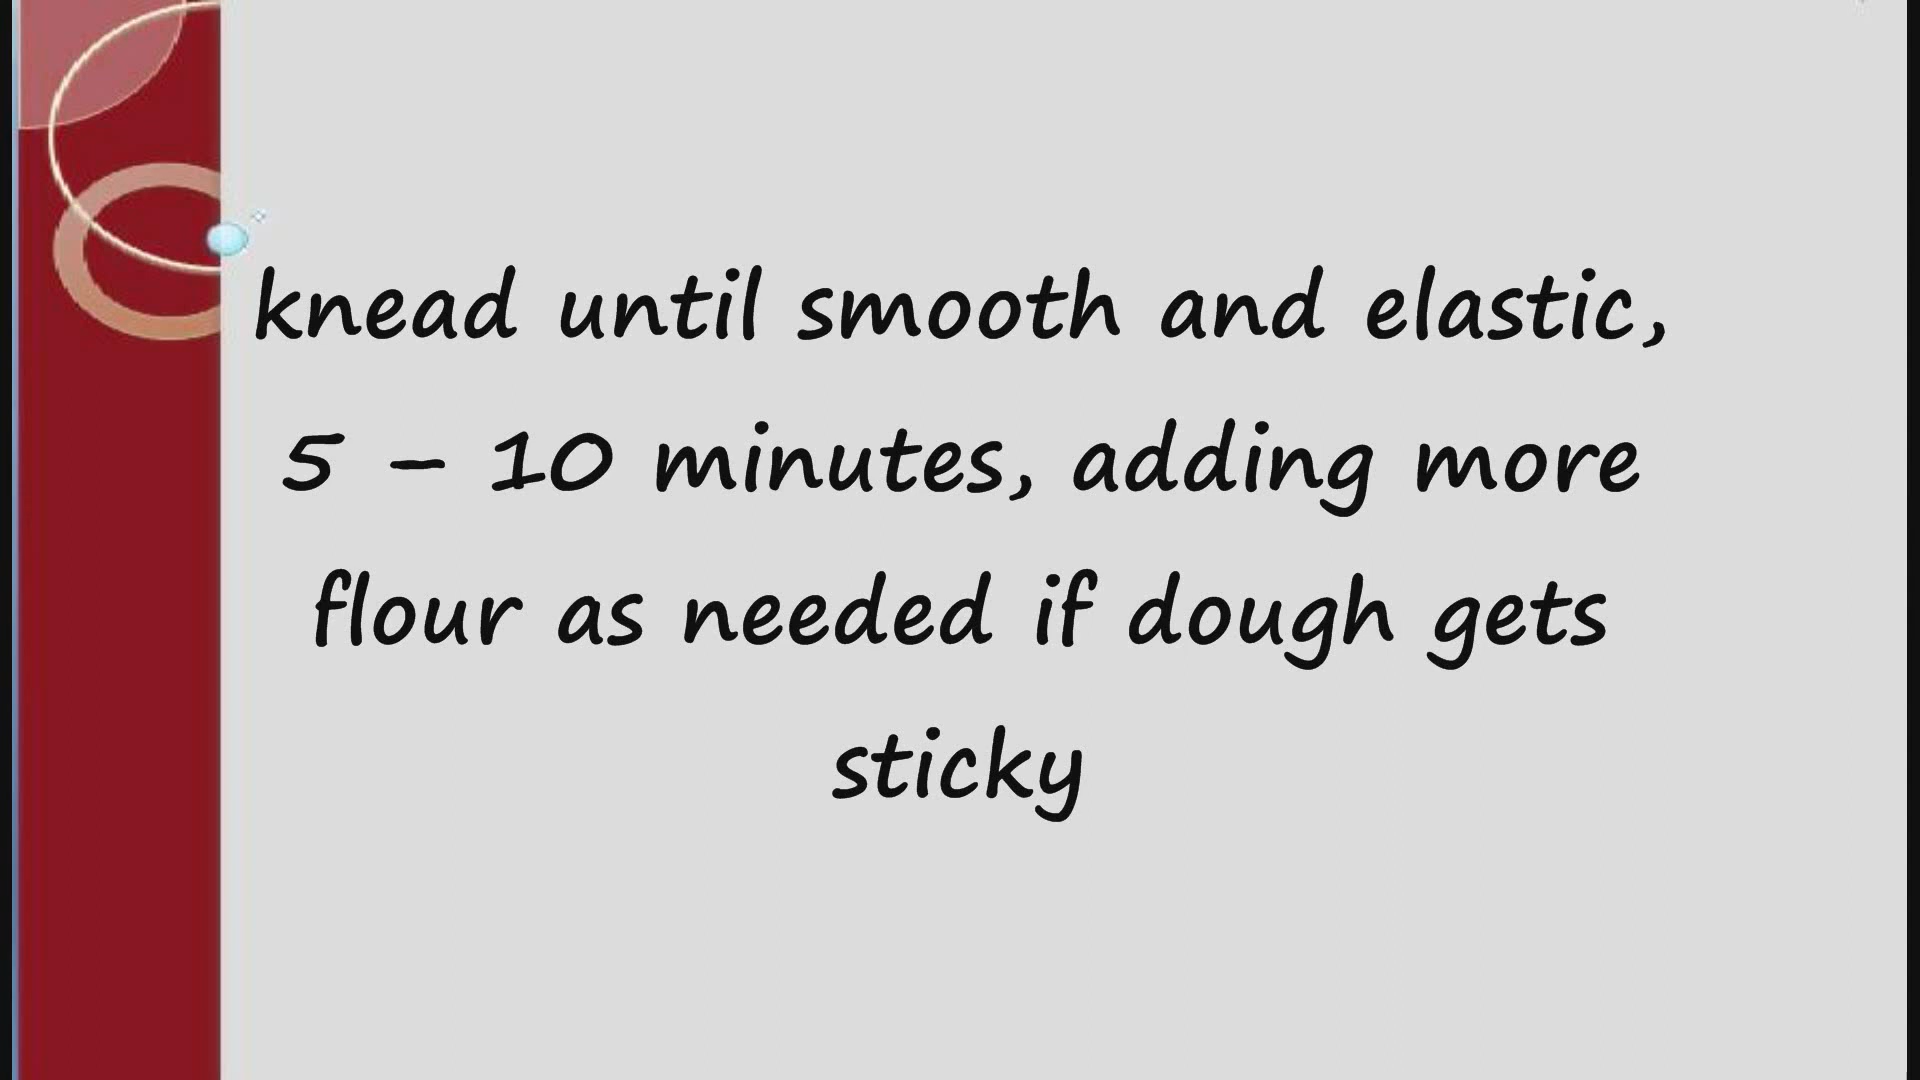 knead until smooth and elastic,
5 – 10 minutes, adding more
flour as needed if dough gets
sticky